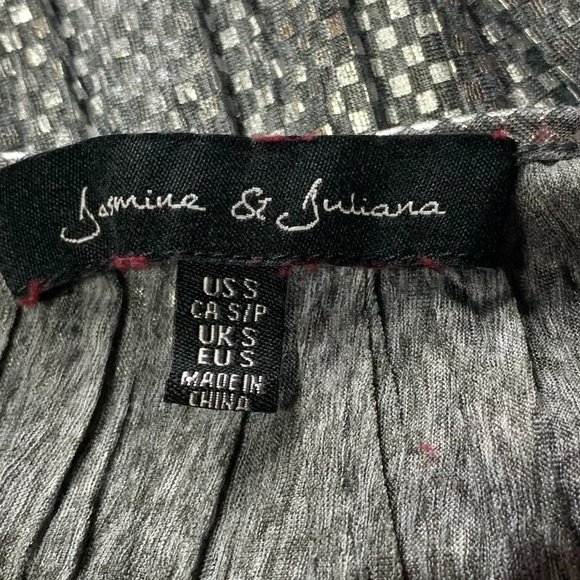 Jasmine & Juliana
US S
CA S/P
UK S
EU S
MADE IN
CHINA